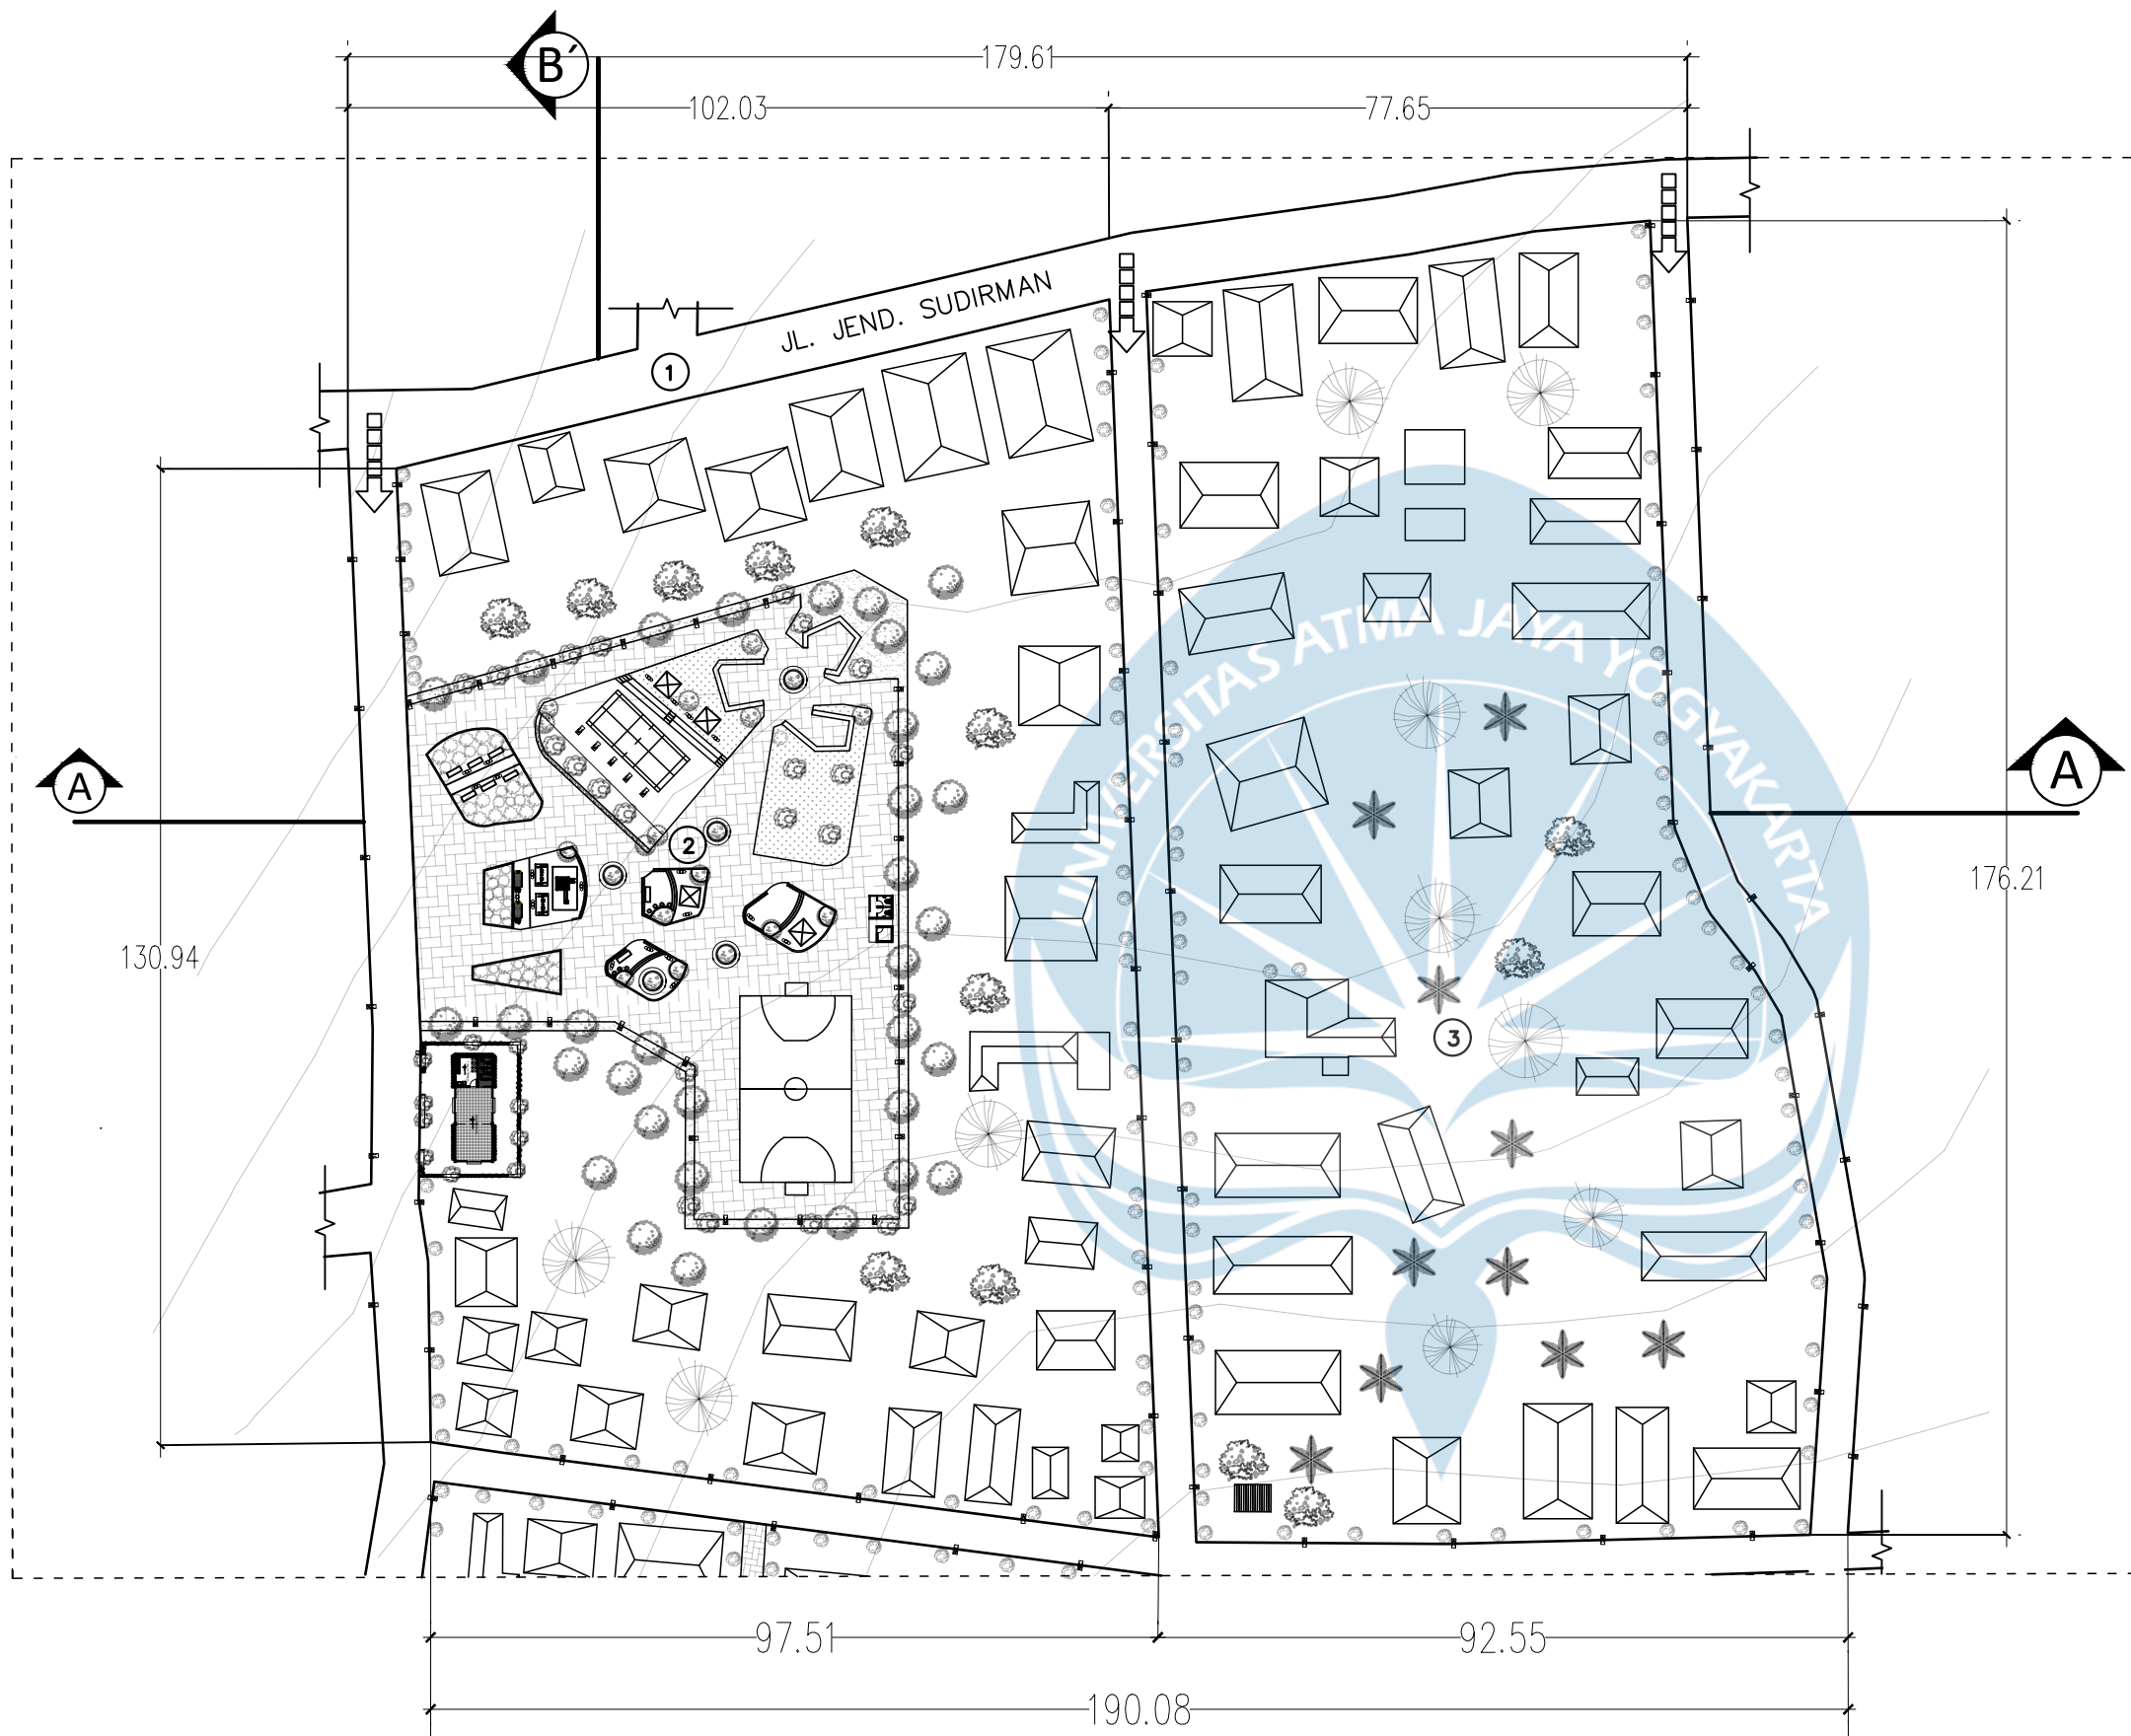 B´
179.61
102.03
77.65
JL. JEND. SUDIRMAN
1
UNIVERSITAS ATMA JAYA YOGYAKARTA
A
A
2
176.21
130.94
3
97.51
92.55
190.08